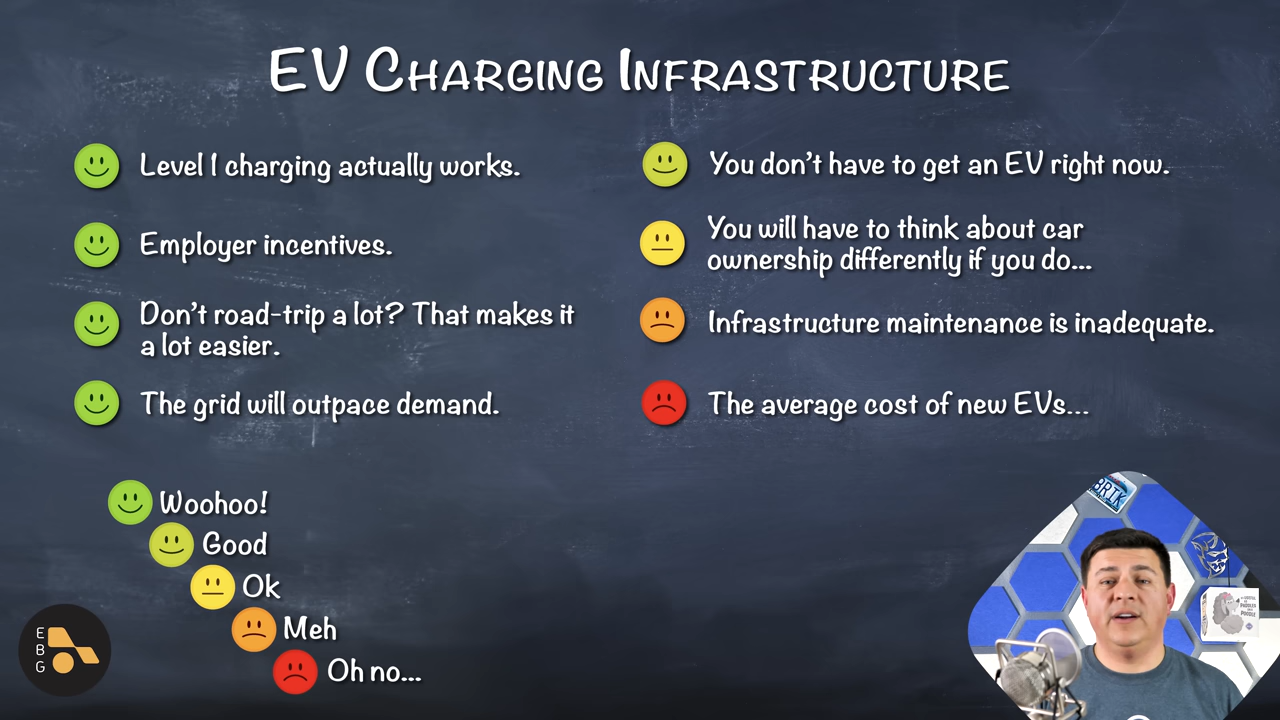 EV Charging Infrastructure
Level 1 charging actually works.
Employer incentives.
Don't road-trip a lot? That makes it
a lot easier.
The grid will outpace demand.
You don't have to get an EV right now.
You will have to think about car
ownership differently if you do...
Infrastructure maintenance is inadequate.
The average cost of new EVs...
Woohoo!
Good
Ok
Meh
Oh no...
E
B
G
BRIK